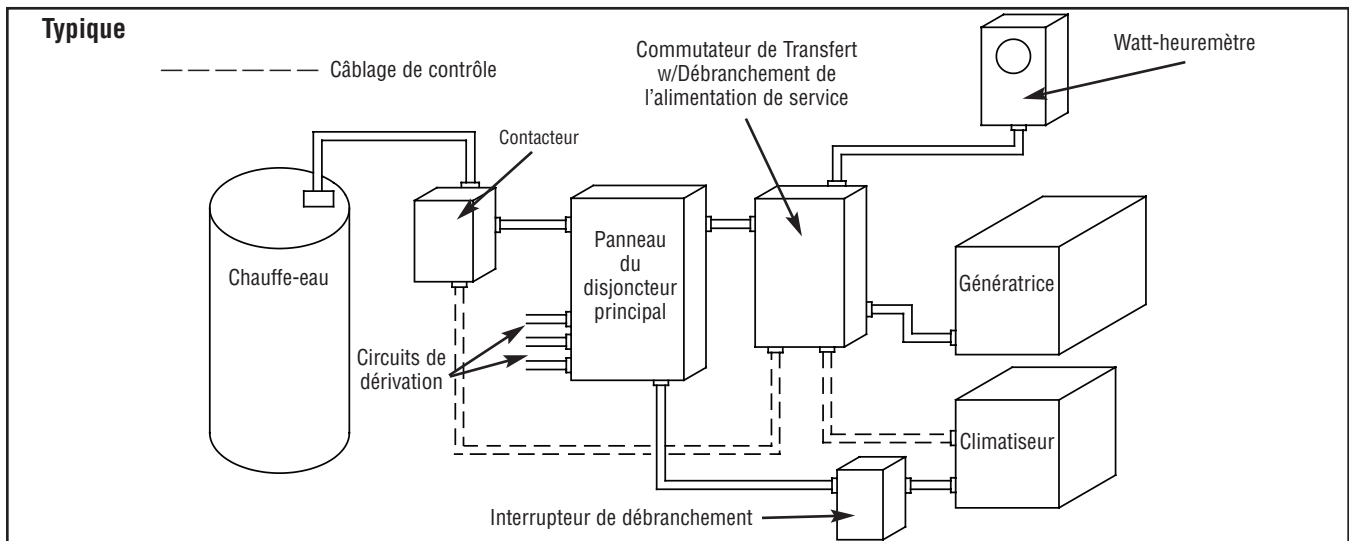 Typique
Câblage de contrôle
Commutateur de Transfert
w/Débranchement de
l'alimentation de service
Watt-heuremètre
Contacteur
Chauffe-eau
Panneau
du
disjoncteur
principal
Génératrice
Circuits de
dérivation
Climatiseur
Interrupteur de débranchement